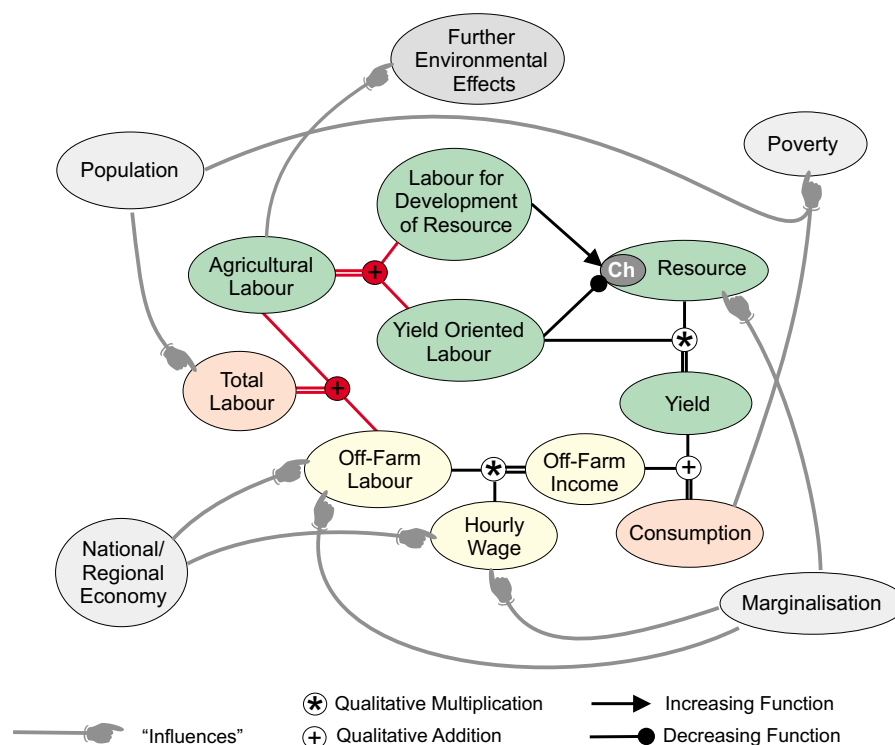 Further
Environmental
Effects
Population
Poverty
Labour for
Development
of Resource
Agricultural
Labour
+
Ch
Resource
Yield Oriented
Labour
*
Total
Labour
+
Yield
Off-Farm
Labour
*
Off-Farm
Income
+
Hourly
Wage
Consumption
National/
Regional
Economy
Marginalisation
* Qualitative Multiplication
Increasing Function
“Influences”
+ Qualitative Addition
Decreasing Function